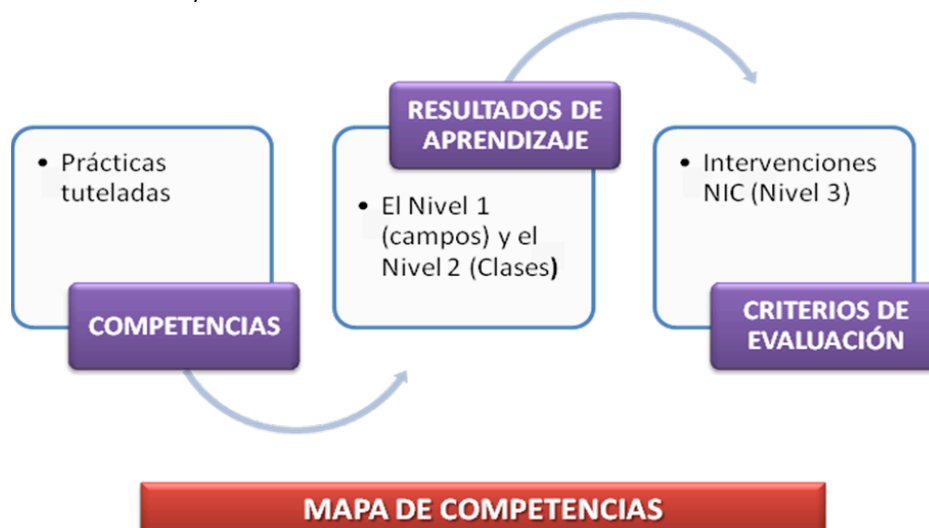 • Prácticas
tuteladas
COMPETENCIAS
RESULTADOS DE
APRENDIZAJE
• El Nivel 1
(campos) y el
Nivel 2 (Clases)
• Intervenciones
NIC (Nivel 3)
CRITERIOS DE
EVALUACIÓN
MAPA DE COMPETENCIAS